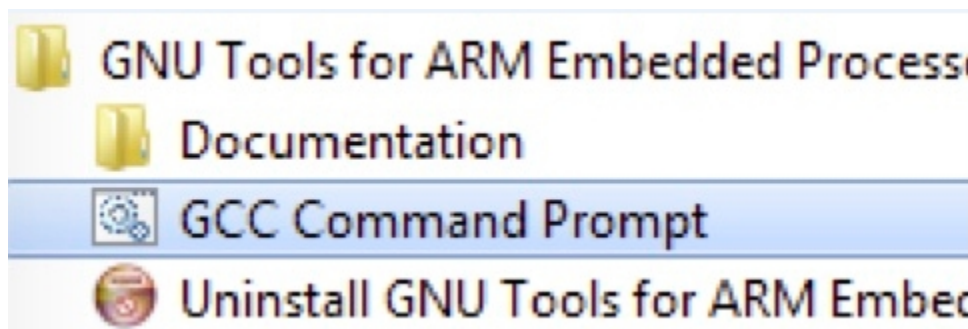 GNU Tools for ARM Embedded
Documentation
GCC Command Prompt
Uninstall GNU Tools for ARM